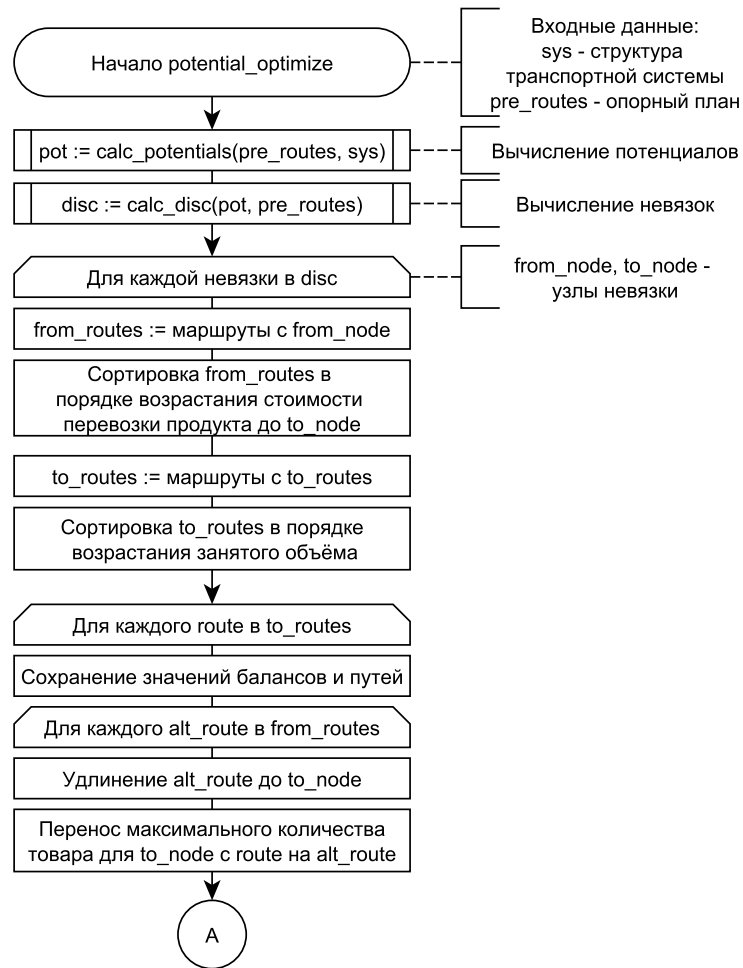 Начало potential_optimize
Входные данные:
sys - структура
транспортной системы
pre_routes - опорный план
pot := calc_potentials(pre_routes, sys)
Вычисление потенциалов
disc := calc_disc(pot, pre_routes)
Вычисление невязок
Для каждой невязки в disc
from_node, to_node -
узлы невязки
from_routes := маршруты с from_node
Сортировка from_routes в
порядке возрастания стоимости
перевозки продукта до to_node
to_routes := маршруты с to_routes
Сортировка to_routes в порядке
возрастания занятого объёма
Для каждого route в to_routes
Сохранение значений балансов и путей
Для каждого alt_route в from_routes
Удлинение alt_route до to_node
Перенос максимального количества
товара для to_node с route на alt_route
A